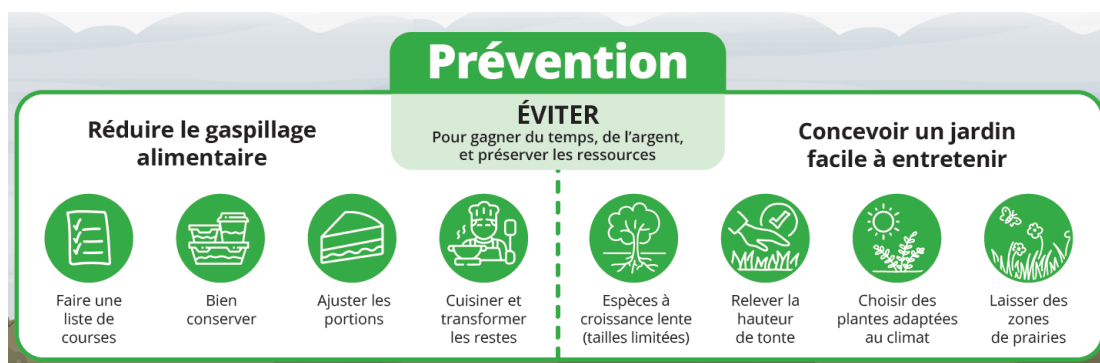 Prévention
ÉVITER
Pour gagner du temps, de l'argent,
et préserver les ressources
Réduire le gaspillage
alimentaire
Faire une
liste de
courses
Bien
conserver
Ajuster les
portions
Cuisiner et
transformer
les restes
Concevoir un jardin
facile à entretenir
Espèces à
croissance lente
(tailles limitées)
Relever la
hauteur
de tonte
Choisir des
plantes adaptées
au climat
Laisser des
zones
de prairies